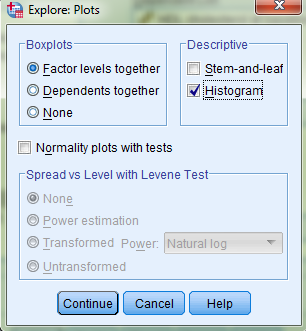 Explore: Plots
Boxplots
Factor levels together
Dependents together
None
Descriptive
Stem-and-leaf
Histogram
Normality plots with tests
Spread vs Level with Levene Test
None
Power estimation
Transformed Power: Natural log
Untransformed
Continue Cancel Help